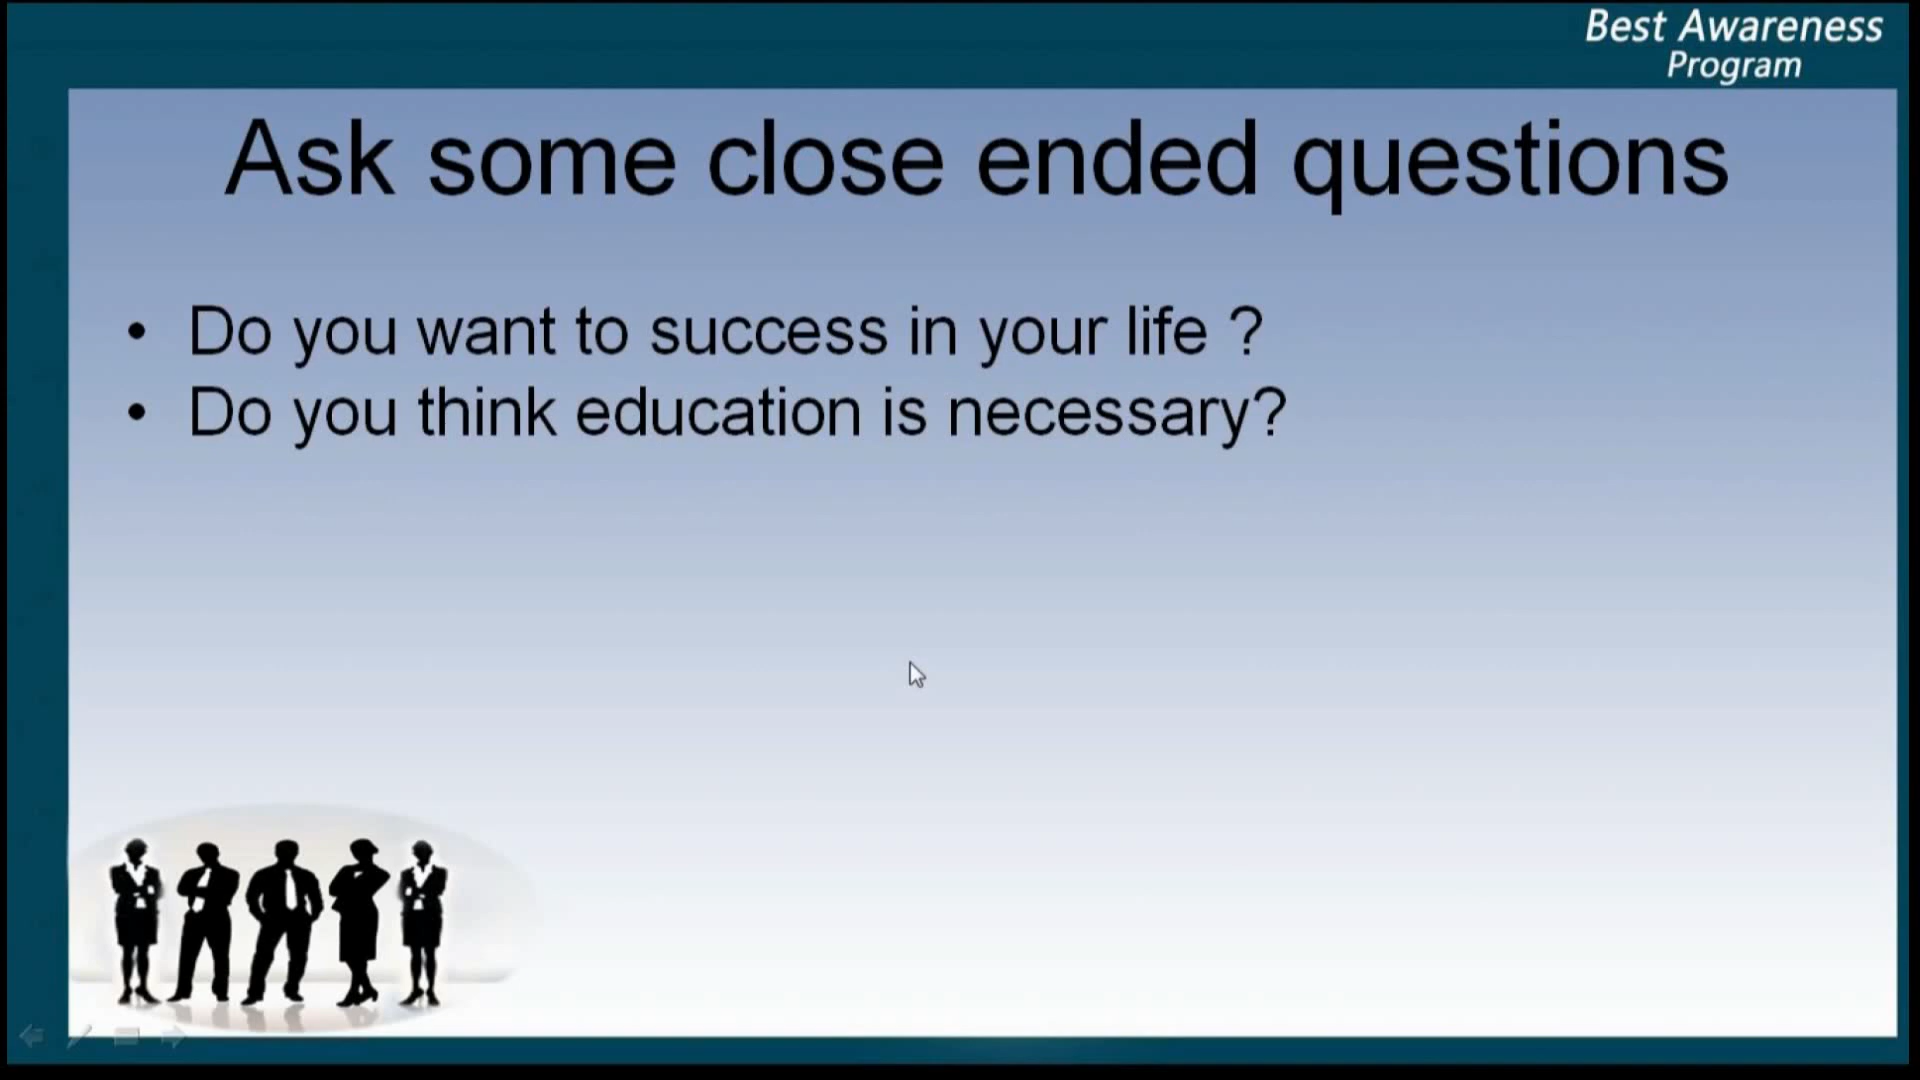 Best Awareness
Program
Ask some close ended questions
• Do you want to success in your life ?
• Do you think education is necessary?